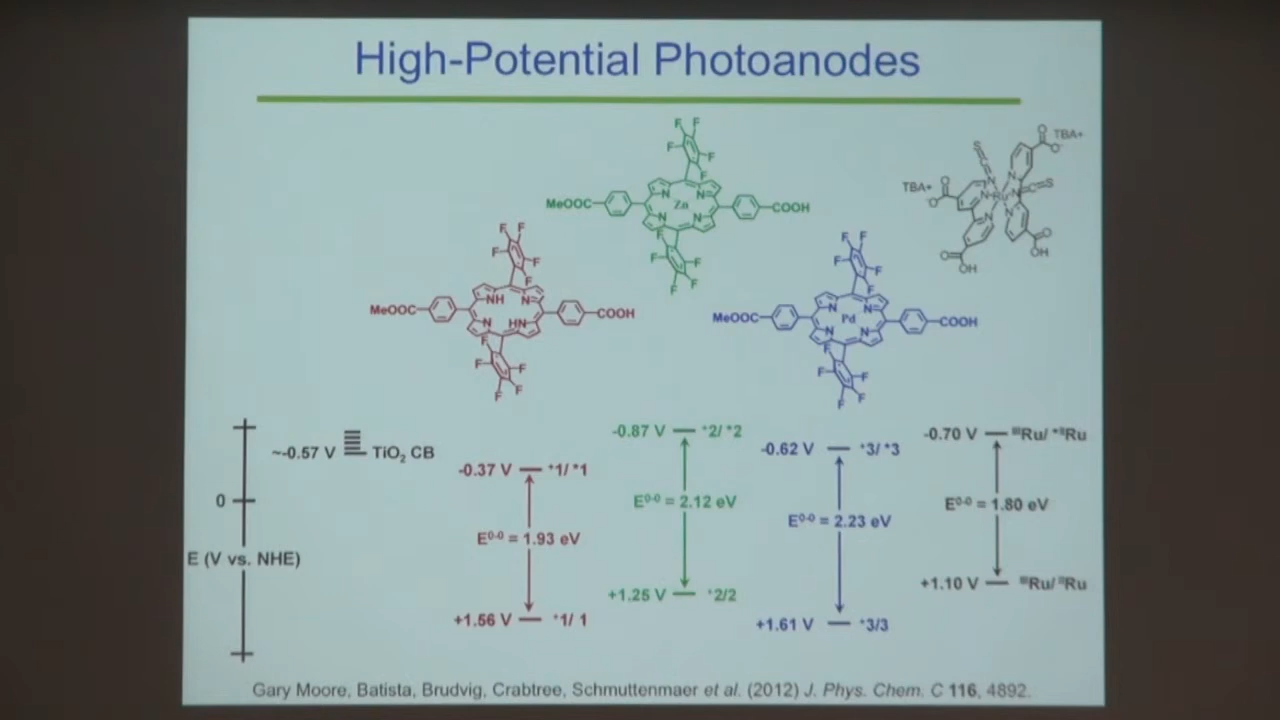 High-Potential Photoanodes
MeOOC
Zn
N
N
N
N
COOH
F
F
F
F
F
F
F
F
F
F
MeOOC
NH
N
N
HN
COOH
F
F
F
F
F
F
F
F
F
F
MeOOC
Pd
N
N
N
N
COOH
F
F
F
F
F
F
F
F
F
F
TBA+
TBA+
Ru
S
C
N
N
C
S
N
N
N
N
O
O-
O
O-
O
OH
O
OH
~-0.57 V
TiO₂ CB
0
E (V vs. NHE)
-0.37 V
⁺1/ *1
E⁰⁻⁰ = 1.93 eV
+1.56 V
⁺1/ 1
-0.87 V
⁺2/ *2
E⁰⁻⁰ = 2.12 eV
+1.25 V
⁺2/2
-0.62 V
⁺3/ *3
E⁰⁻⁰ = 2.23 eV
+1.61 V
⁺3/3
-0.70 V
ᴵᴵᴵRu/ *ᴵᴵRu
E⁰⁻⁰ = 1.80 eV
+1.10 V
ᴵᴵᴵRu/ ᴵᴵRu
Gary Moore, Batista, Brudvig, Crabtree, Schmuttenmaer et al. (2012) J. Phys. Chem. C 116, 4892.